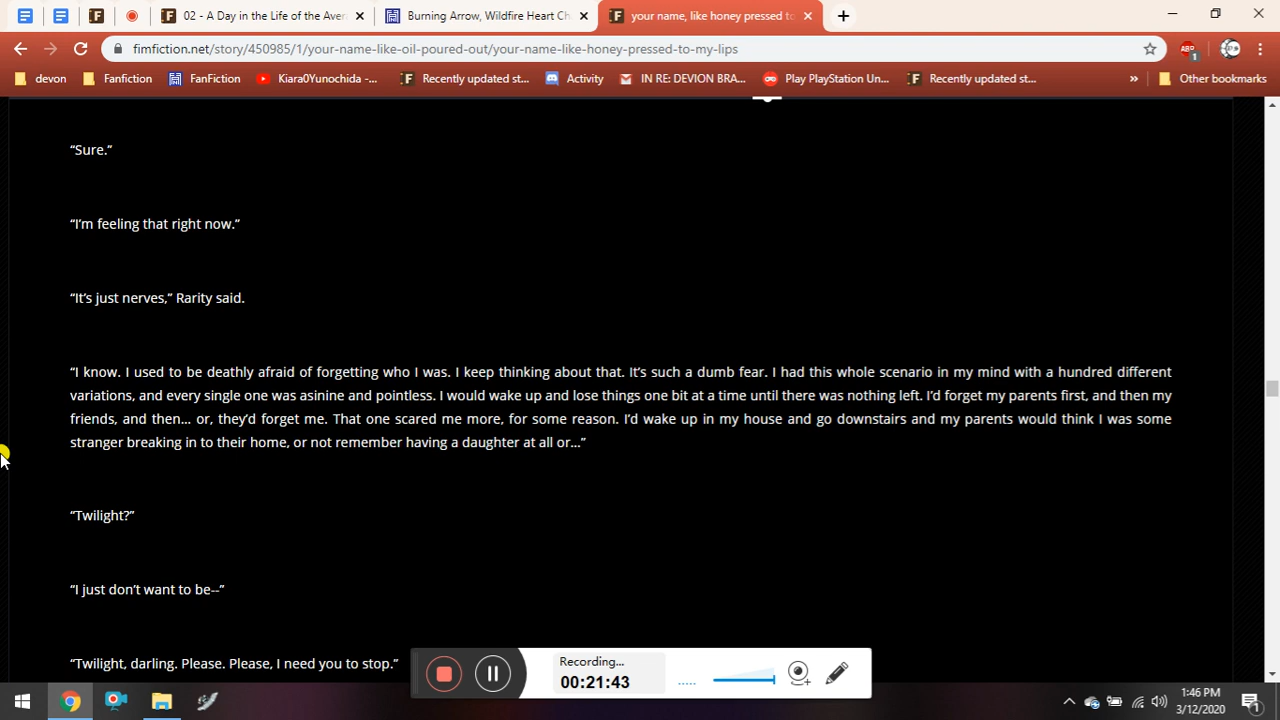 02 - A Day in the Life of the Aver
Burning Arrow, Wildfire Heart Ch
your name, like honey pressed to
fimfiction.net/story/450985/1/your-name-like-oil-poured-out/your-name-like-honey-pressed-to-my-lips
devon
Fanfiction
FanFiction
Kiara0Yunochida -...
Recently updated st...
Activity
IN RE: DEVION BRA...
Play PlayStation Un...
Recently updated st...
»
Other bookmarks
“Sure.“
“I’m feeling that right now.”
“It’s just nerves,” Rarity said.
“I know. I used to be deathly afraid of forgetting who I was. I keep thinking about that. It’s such a dumb fear. I had this whole scenario in my mind with a hundred different
variations, and every single one was asinine and pointless. I would wake up and lose things one bit at a time until there was nothing left. I’d forget my parents first, and then my
friends, and then... or, they’d forget me. That one scared me more, for some reason. I’d wake up in my house and go downstairs and my parents would think I was some
stranger breaking in to their home, or not remember having a daughter at all or...”
“Twilight?”
“I just don’t want to be--”
“Twilight, darling. Please. Please, I need you to stop.”
Recording...
00:21:43
1:46 PM
3/12/2020